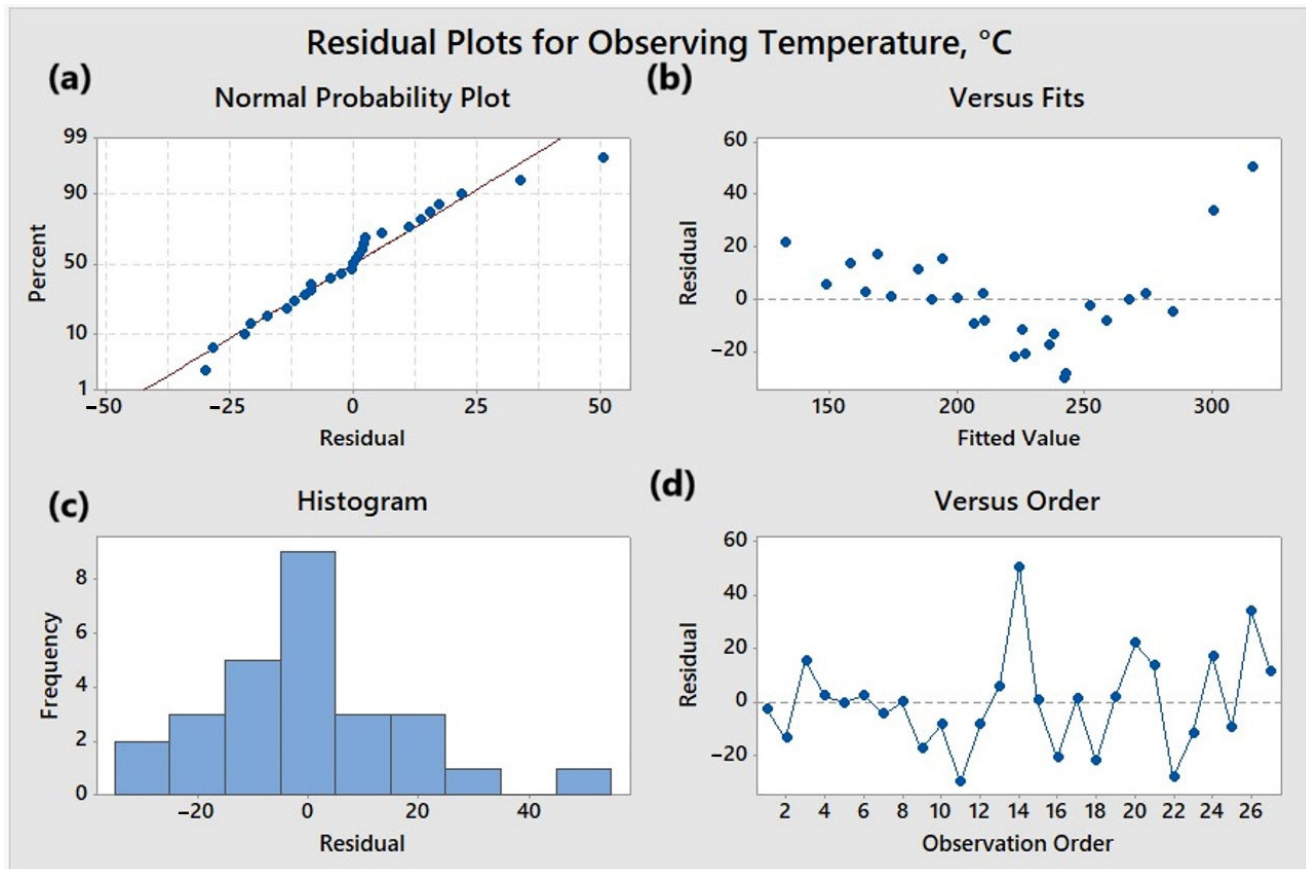 Residual Plots for Observing Temperature, °C
(a)
Normal Probability Plot
99
90
50
10
1
Percent
−50 −25 0 25 50
Residual
(b)
Versus Fits
60
40
20
0
−20
Residual
150 200 250 300
Fitted Value
(c)
Histogram
8
6
4
2
0
Frequency
−20 0 20 40
Residual
(d)
Versus Order
60
40
20
0
−20
Residual
2 4 6 8 10 12 14 16 18 20 22 24 26
Observation Order